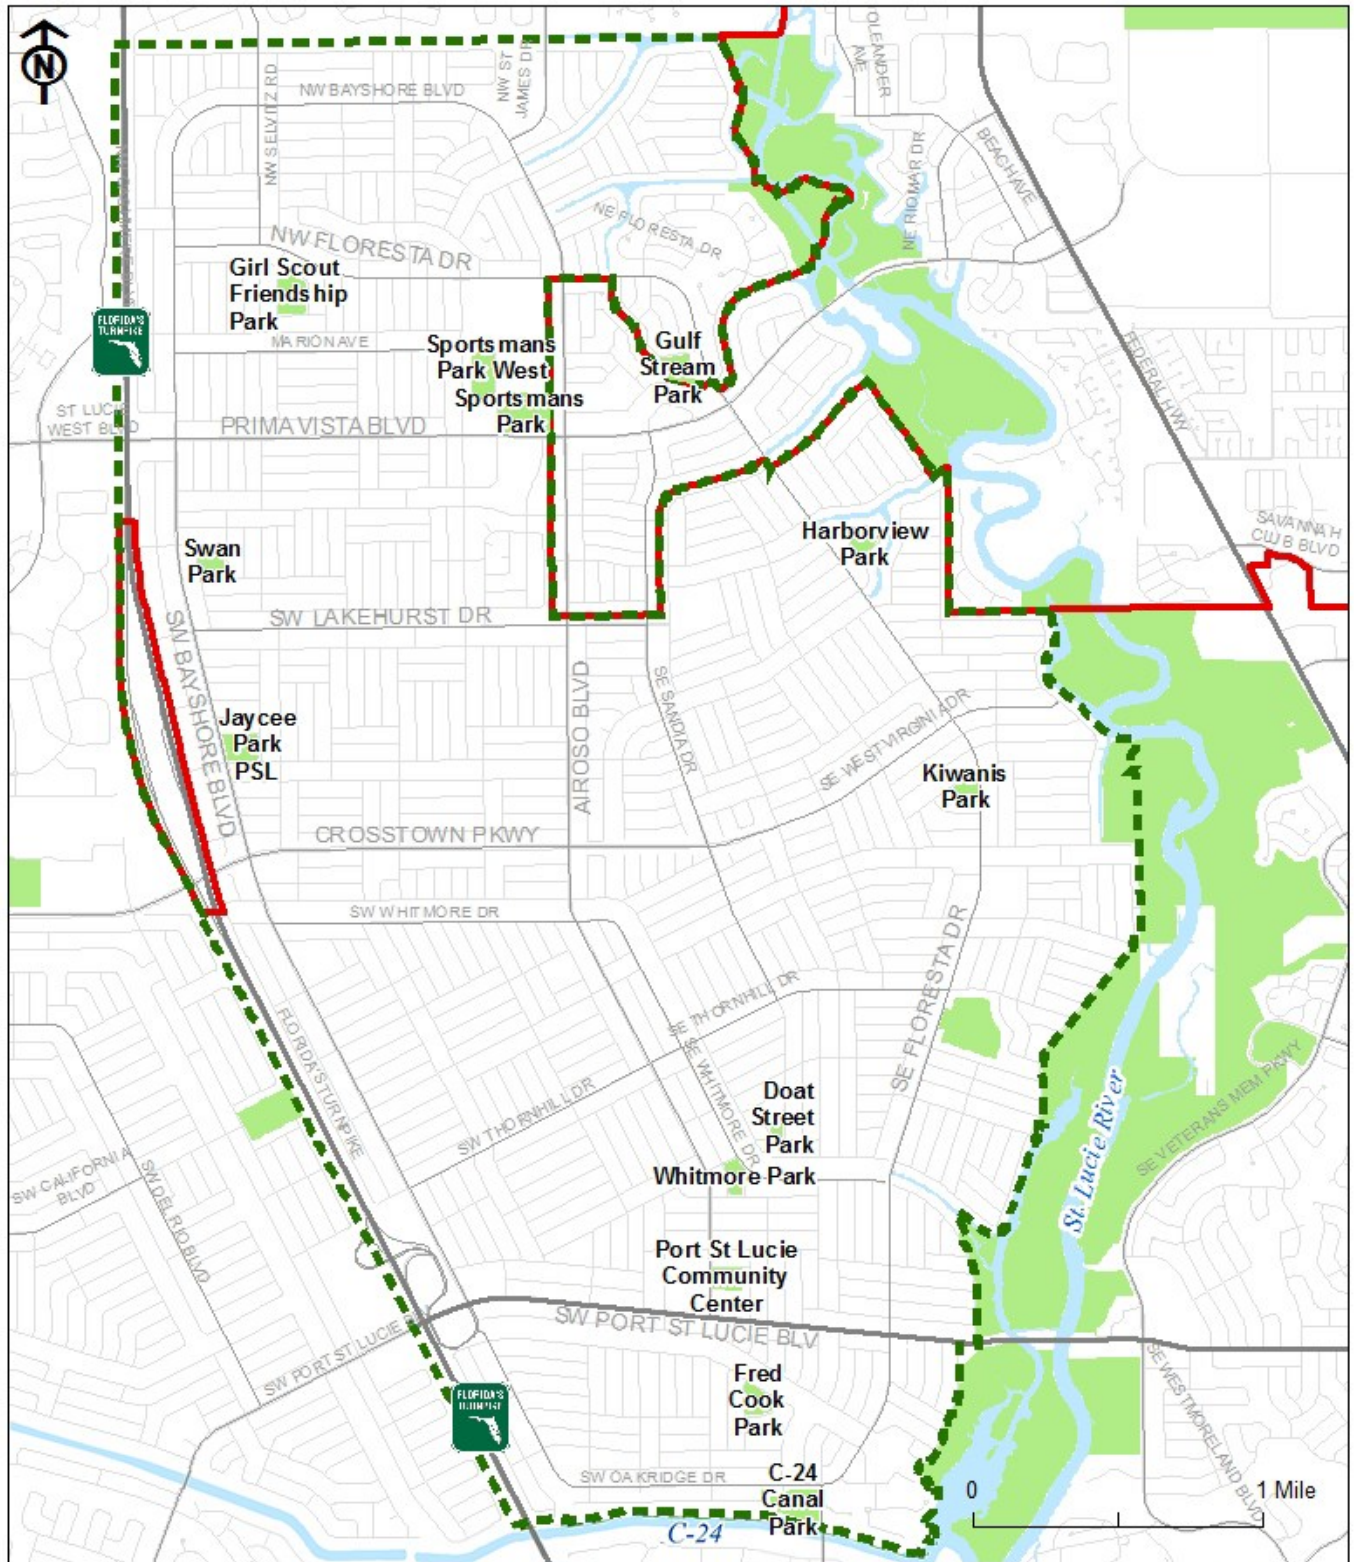 N
OLEANDER
AVE
NW SELVITZ RD
NW BAYSHORE BLVD
NW ST
JAMES DR
BEACH AVE
NE RIOMAR DR
NE FLORESTA DR
NW FLORESTA DR
Girl Scout
Friendship
Park
FLORIDA'S
TURNPIKE
MARION AVE
Sportsmans
Park West
Sportsmans
Park
Gulf
Stream
Park
FEDERAL HWY
ST LUCIE
WEST BLVD
PRIMA VISTA BLVD
SAVANNAH
CLUB BLVD
Swan
Park
Harborview
Park
SW LAKEHURST DR
SW BAYSHORE BLVD
Jaycee
Park
PSL
AIROSO BLVD
SE SANDIA DR
SE WEST VIRGINIA DR
Kiwanis
Park
CROSSTOWN PKWY
SW WHITMORE DR
SE FLORESTA DR
SE THORNHILL DR
FLORIDA'S TURNPIKE
SE WHITMORE DR
SW THORNHILL DR
Doat
Street
Park
SE VETERANS MEM PKWY
St. Lucie River
SW CALIFORNIA
BLVD
SW DEL RIO BLVD
Whitmore Park
Port St Lucie
Community
Center
SW PORT ST LUCIE BLV
SW PORT ST LUCIE B
SE WESTMORELAND BLVD
Fred
Cook
Park
FLORIDA'S
TURNPIKE
SW OAKRIDGE DR
C-24
Canal
Park
C-24
0 1 Mile